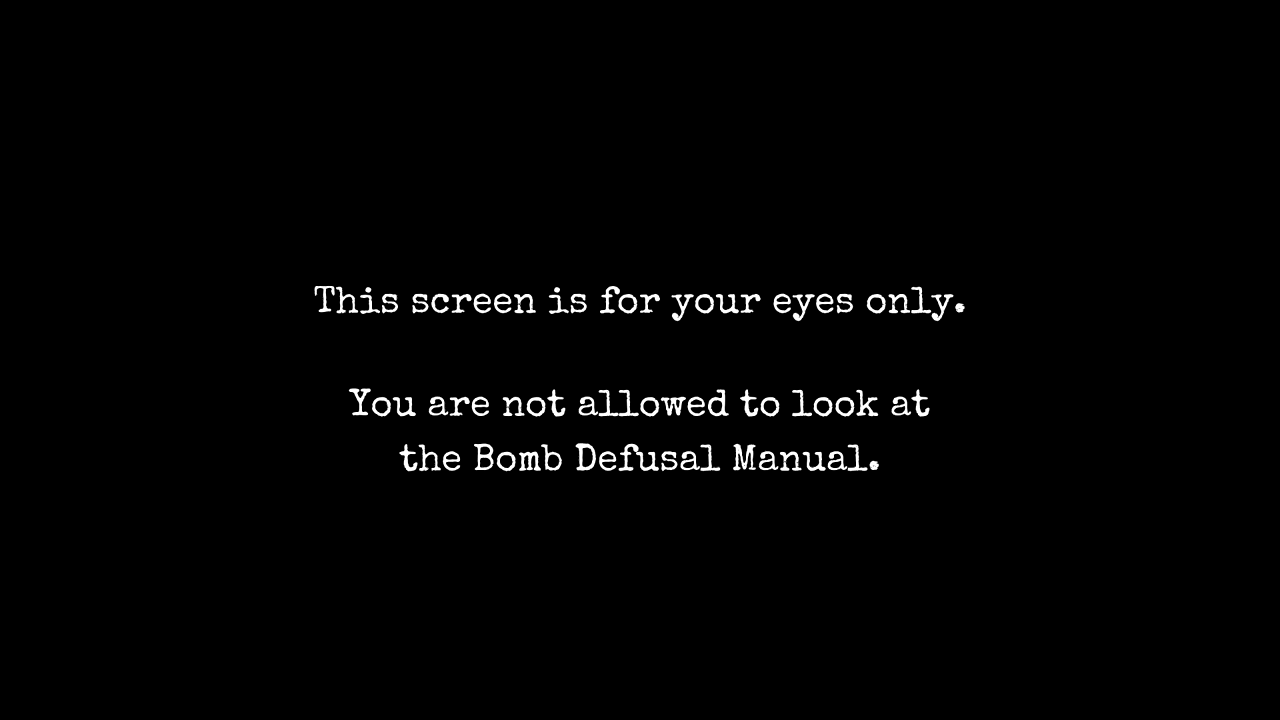 This screen is for your eyes only.
You are not allowed to look at
the Bomb Defusal Manual.